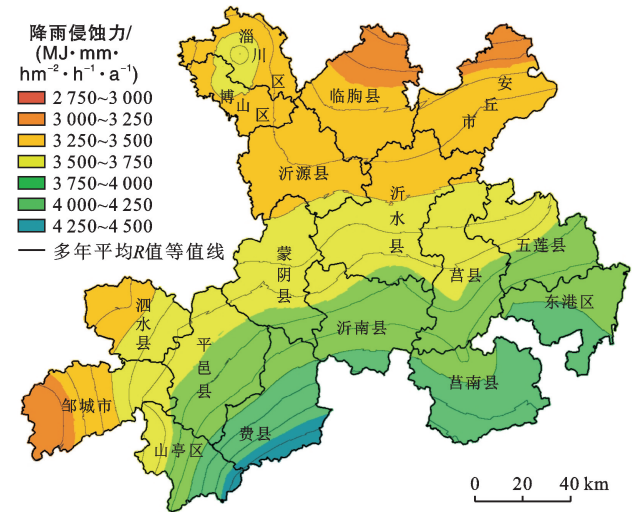 降雨侵蚀力/
(MJ·mm·
hm⁻²·h⁻¹·a⁻¹)
2 750~3 000
3 000~3 250
3 250~3 500
3 500~3 750
3 750~4 000
4 000~4 250
4 250~4 500
多年平均R值等值线
淄川区
博山区
临朐县
安丘市
沂源县
沂水县
蒙阴县
莒县
五莲县
东港区
泗水县
平邑县
沂南县
莒南县
邹城市
山亭区
费县
0 20 40 km